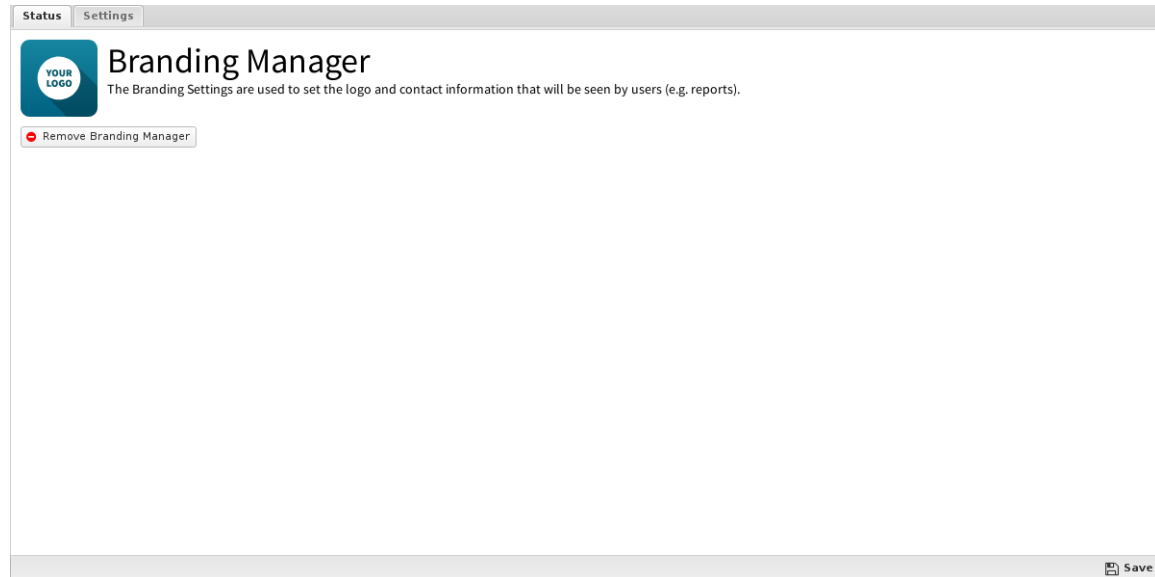 Status
Settings
YOUR
LOGO
Branding Manager
The Branding Settings are used to set the logo and contact information that will be seen by users (e.g. reports).
Remove Branding Manager
Save